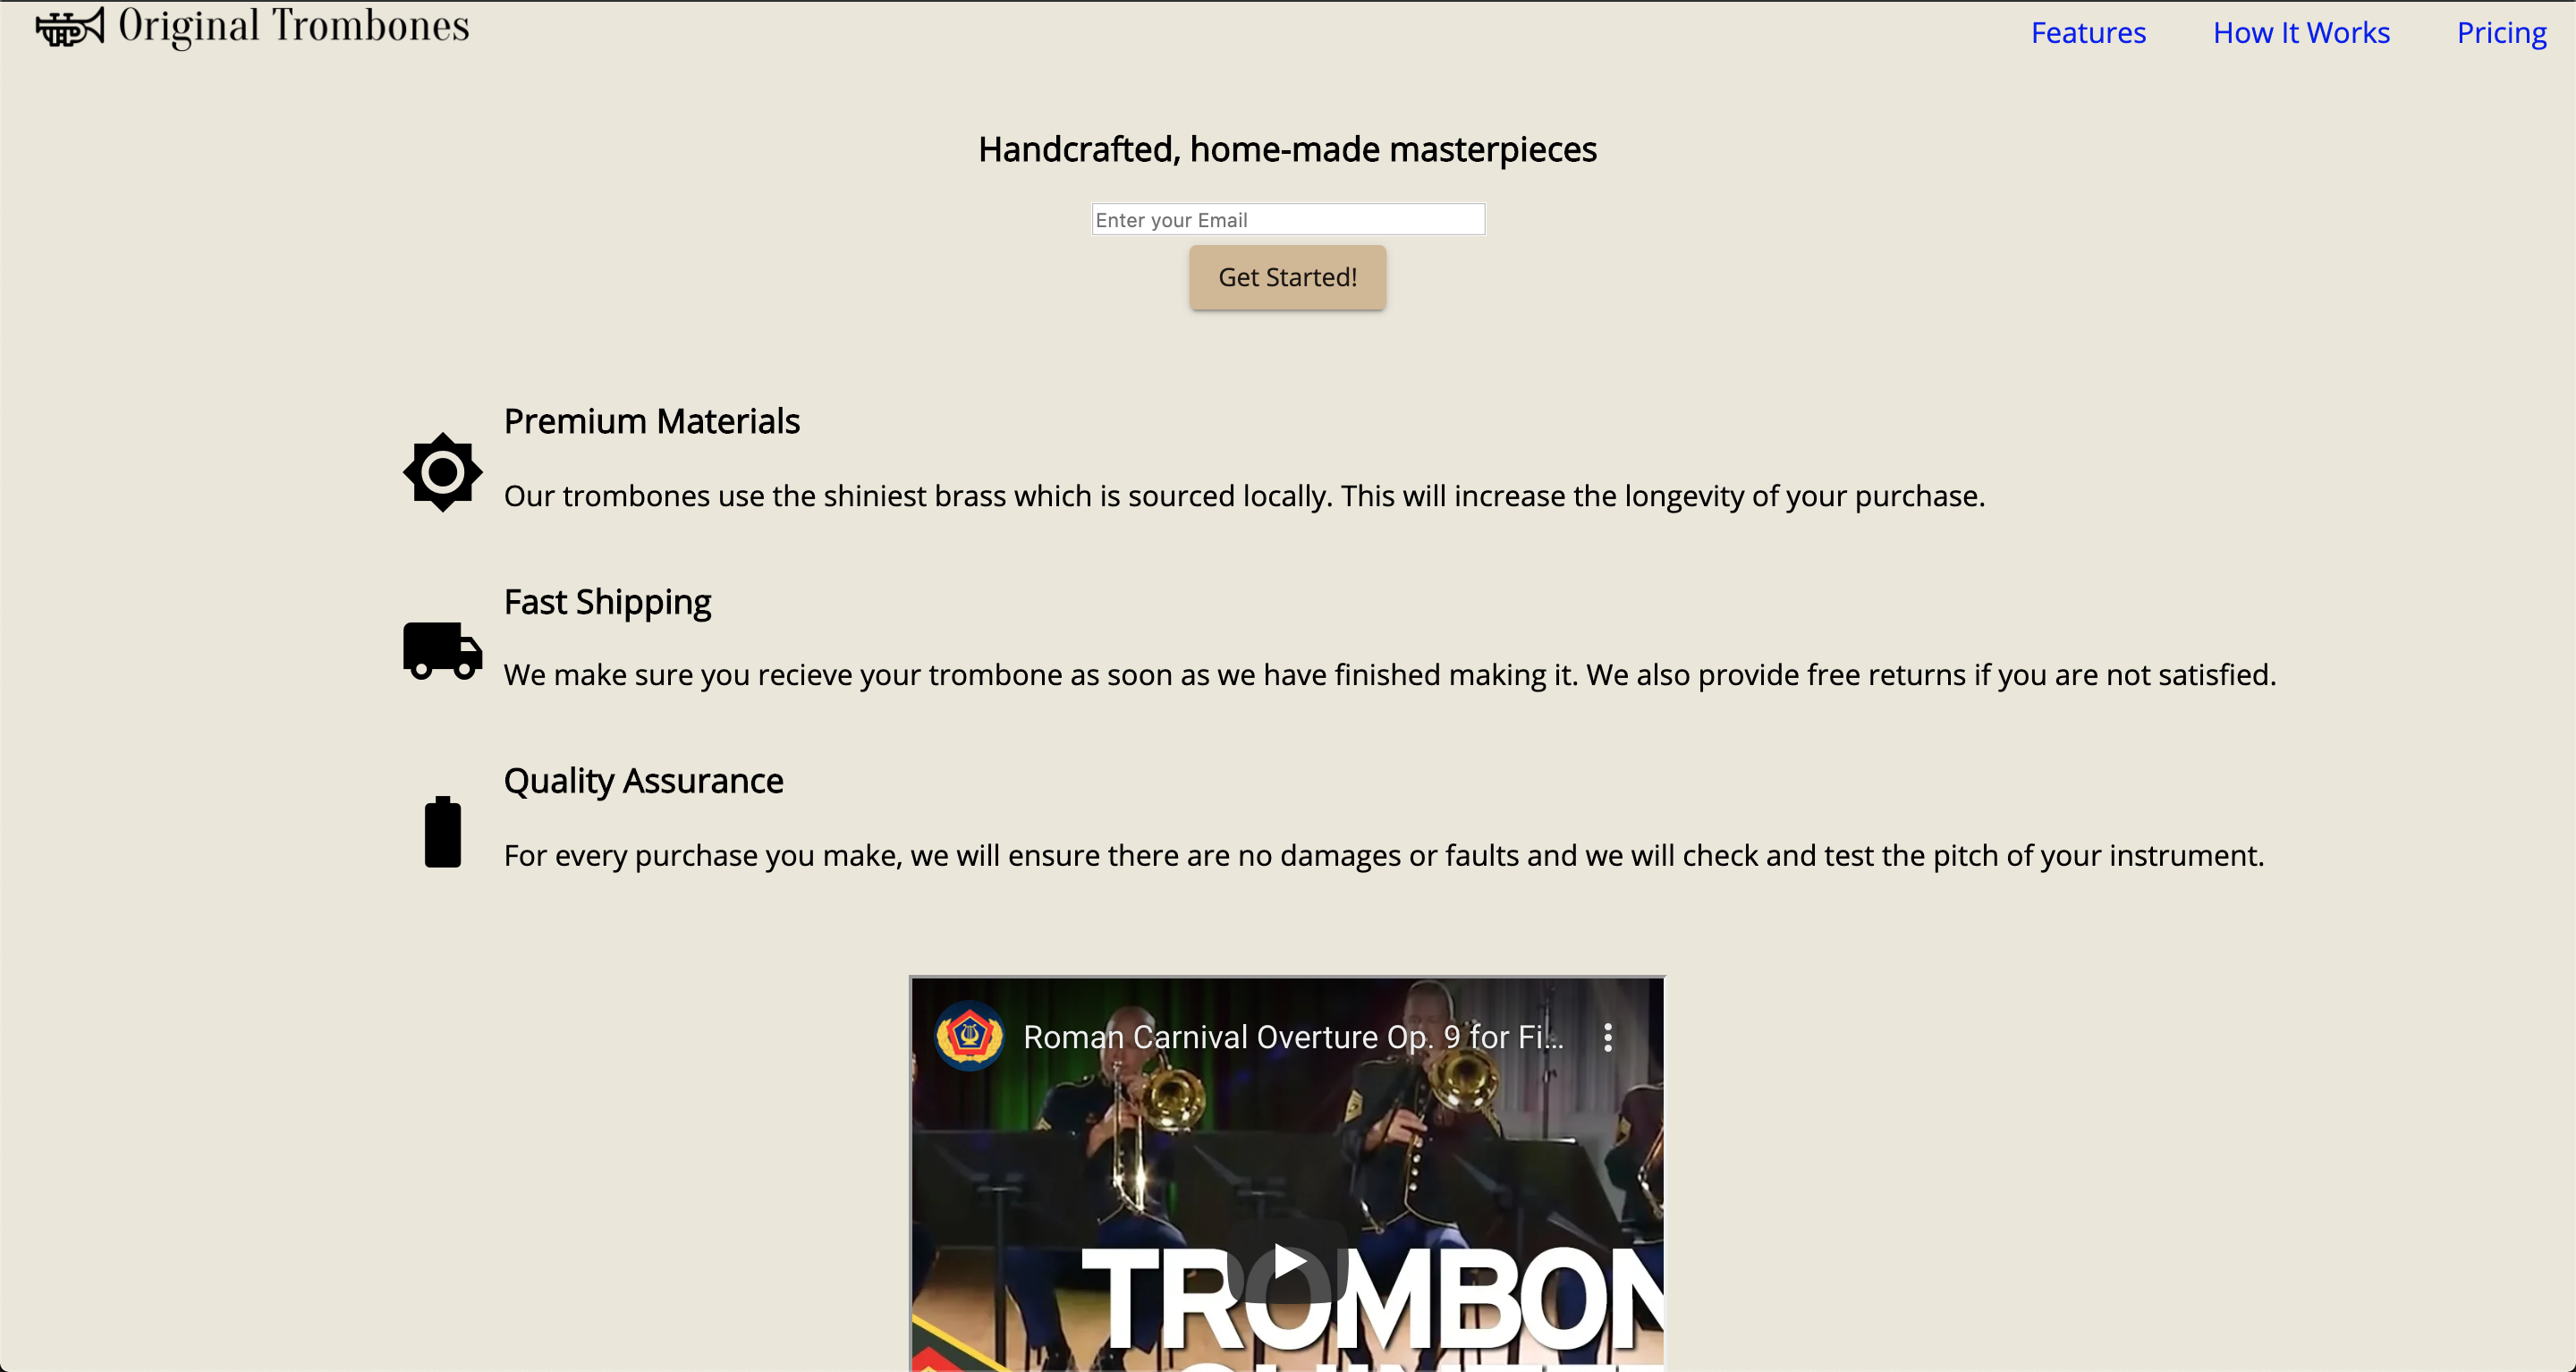 Original Trombones
Features
How It Works
Pricing
Handcrafted, home-made masterpieces
Enter your Email
Get Started!
Premium Materials
Our trombones use the shiniest brass which is sourced locally. This will increase the longevity of your purchase.
Fast Shipping
We make sure you recieve your trombone as soon as we have finished making it. We also provide free returns if you are not satisfied.
Quality Assurance
For every purchase you make, we will ensure there are no damages or faults and we will check and test the pitch of your instrument.
Roman Carnival Overture Op. 9 for Fi...
TROMBON